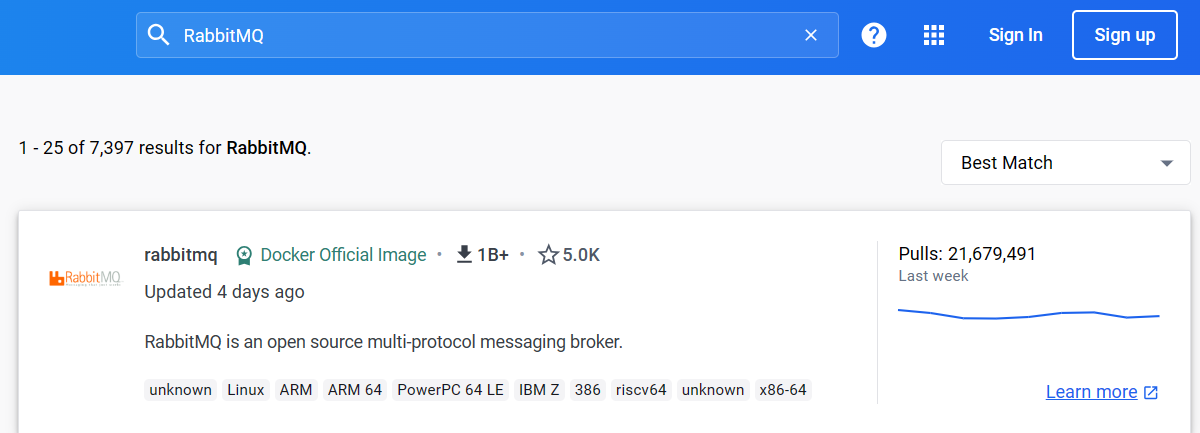 RabbitMQ
Sign In
Sign up
1 - 25 of 7,397 results for RabbitMQ.
Best Match
RabbitMQ
rabbitmq Docker Official Image • 1B+ • 5.0K
Updated 4 days ago
RabbitMQ is an open source multi-protocol messaging broker.
unknown Linux ARM ARM 64 PowerPC 64 LE IBM Z 386 riscv64 unknown x86-64
Pulls: 21,679,491
Last week
Learn more